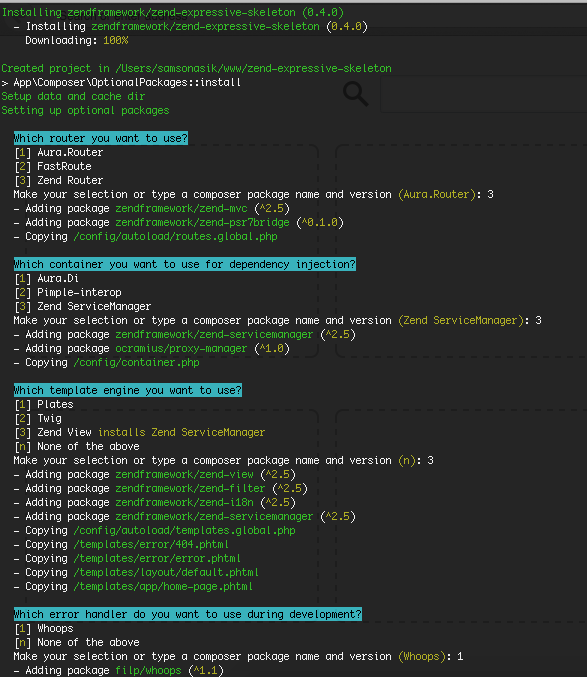 Installing zendframework/zend-expressive-skeleton (0.4.0)
- Installing zendframework/zend-expressive-skeleton (0.4.0)
Downloading: 100%
Created project in /Users/samsonasik/www/zend-expressive-skeleton
> App\Composer\OptionalPackages::install
Setup data and cache dir
Setting up optional packages
Which router you want to use?
[1] Aura.Router
[2] FastRoute
[3] Zend Router
Make your selection or type a composer package name and version (Aura.Router): 3
- Adding package zendframework/zend-mvc (^2.5)
- Adding package zendframework/zend-psr7bridge (^0.1.0)
- Copying /config/autoload/routes.global.php
Which container you want to use for dependency injection?
[1] Aura.Di
[2] Pimple-interop
[3] Zend ServiceManager
Make your selection or type a composer package name and version (Zend ServiceManager): 3
- Adding package zendframework/zend-servicemanager (^2.5)
- Adding package ocramius/proxy-manager (^1.0)
- Copying /config/container.php
Which template engine you want to use?
[1] Plates
[2] Twig
[3] Zend View installs Zend ServiceManager
[n] None of the above
Make your selection or type a composer package name and version (n): 3
- Adding package zendframework/zend-view (^2.5)
- Adding package zendframework/zend-filter (^2.5)
- Adding package zendframework/zend-i18n (^2.5)
- Adding package zendframework/zend-servicemanager (^2.5)
- Copying /config/autoload/templates.global.php
- Copying /templates/error/404.phtml
- Copying /templates/error/error.phtml
- Copying /templates/layout/default.phtml
- Copying /templates/app/home-page.phtml
Which error handler do you want to use during development?
[1] Whoops
[n] None of the above
Make your selection or type a composer package name and version (Whoops): 1
- Adding package filp/whoops (^1.1)